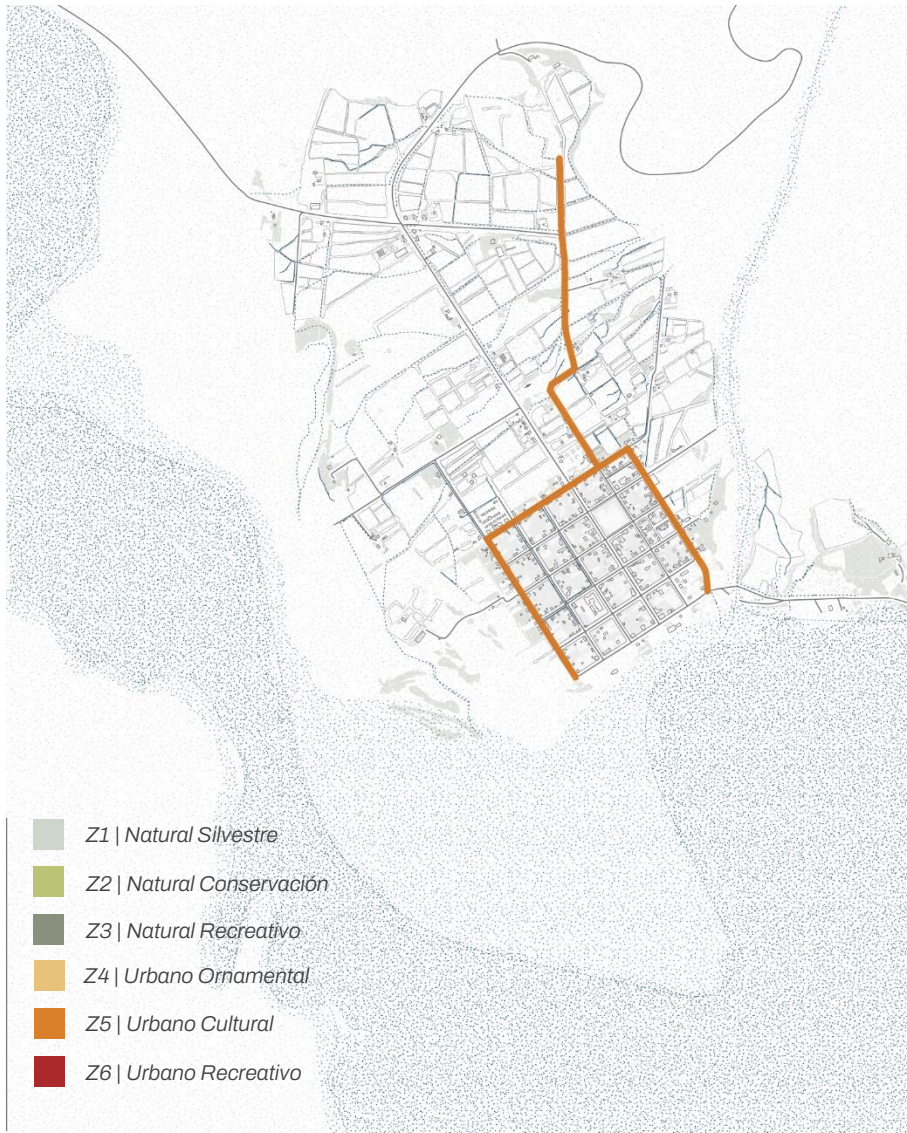 Z1 | Natural Silvestre
Z2 | Natural Conservación
Z3 | Natural Recreativo
Z4 | Urbano Ornamental
Z5 | Urbano Cultural
Z6 | Urbano Recreativo